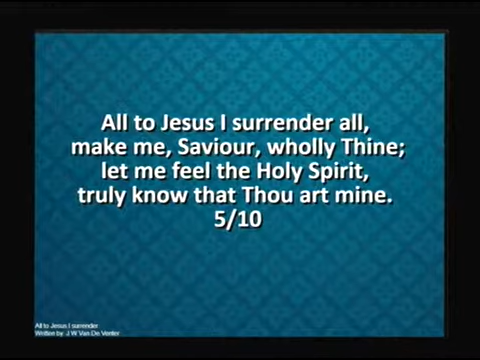 All to Jesus I surrender all,
make me, Saviour, wholly Thine;
let me feel the Holy Spirit,
truly know that Thou art mine.
5/10
All to Jesus I surrender
Written by: J W Van De Venter